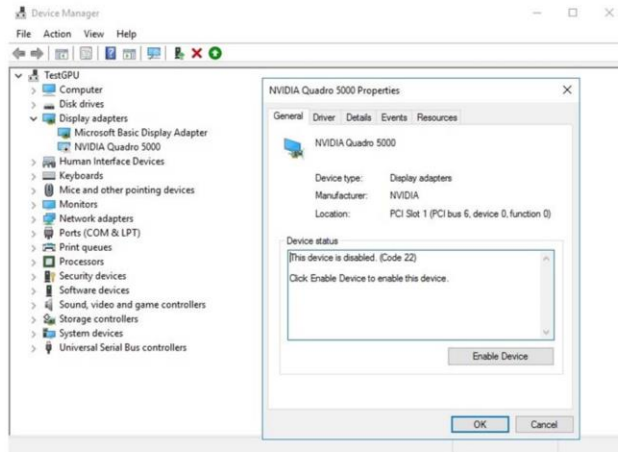 Device Manager
File Action View Help
TestGPU
Computer
Disk drives
Display adapters
Microsoft Basic Display Adapter
NVIDIA Quadro 5000
Human Interface Devices
Keyboards
Mice and other pointing devices
Monitors
Network adapters
Ports (COM & LPT)
Print queues
Processors
Security devices
Software devices
Sound, video and game controllers
Storage controllers
System devices
Universal Serial Bus controllers
NVIDIA Quadro 5000 Properties
General Driver Details Events Resources
NVIDIA Quadro 5000
Device type: Display adapters
Manufacturer: NVIDIA
Location: PCI Slot 1 (PCI bus 6, device 0, function 0)
Device status
This device is disabled. (Code 22)
Click Enable Device to enable this device.
Enable Device
OK Cancel